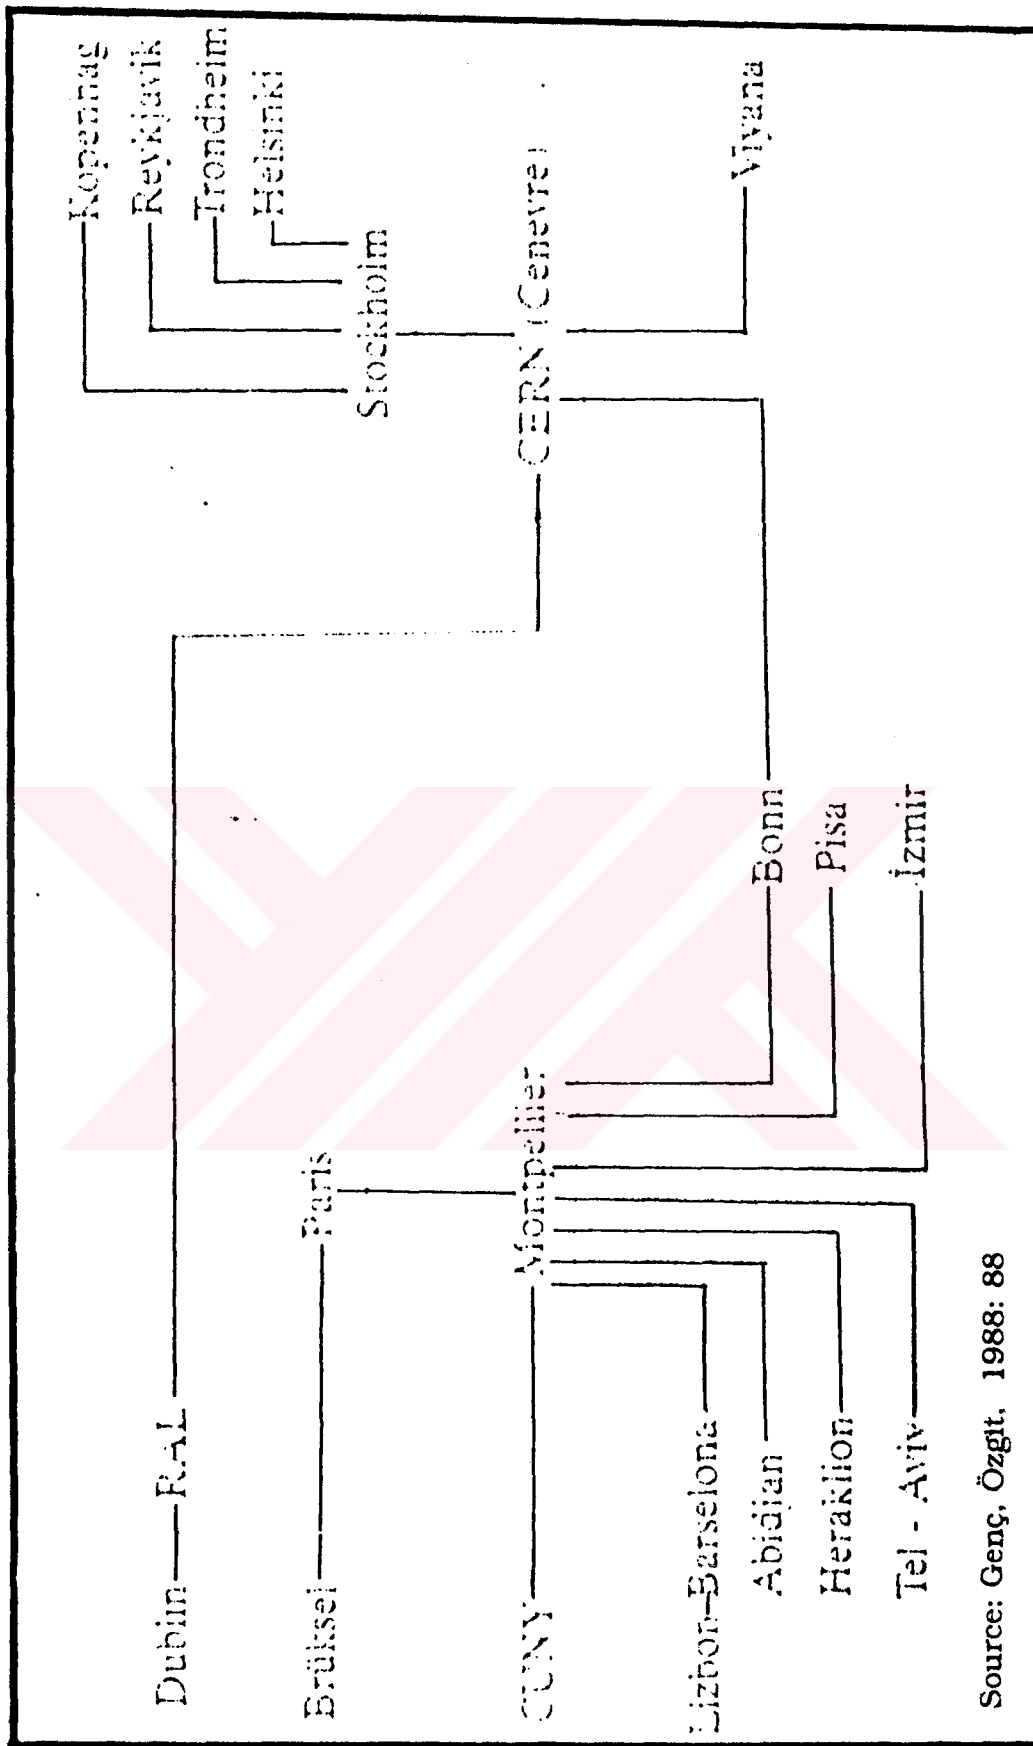 Kopennag
Reykjavik
Trondheim
Helsinki
Stockholm
Dublin RAL
Brüksel Paris
CUNY Montpellier CERN (Cenevre)
Lizbon Barselona
Bonn Viyana
Abidjan
Heraklion Pisa
Tel - Aviv İzmir
Source: Genç, Özgit, 1988: 88